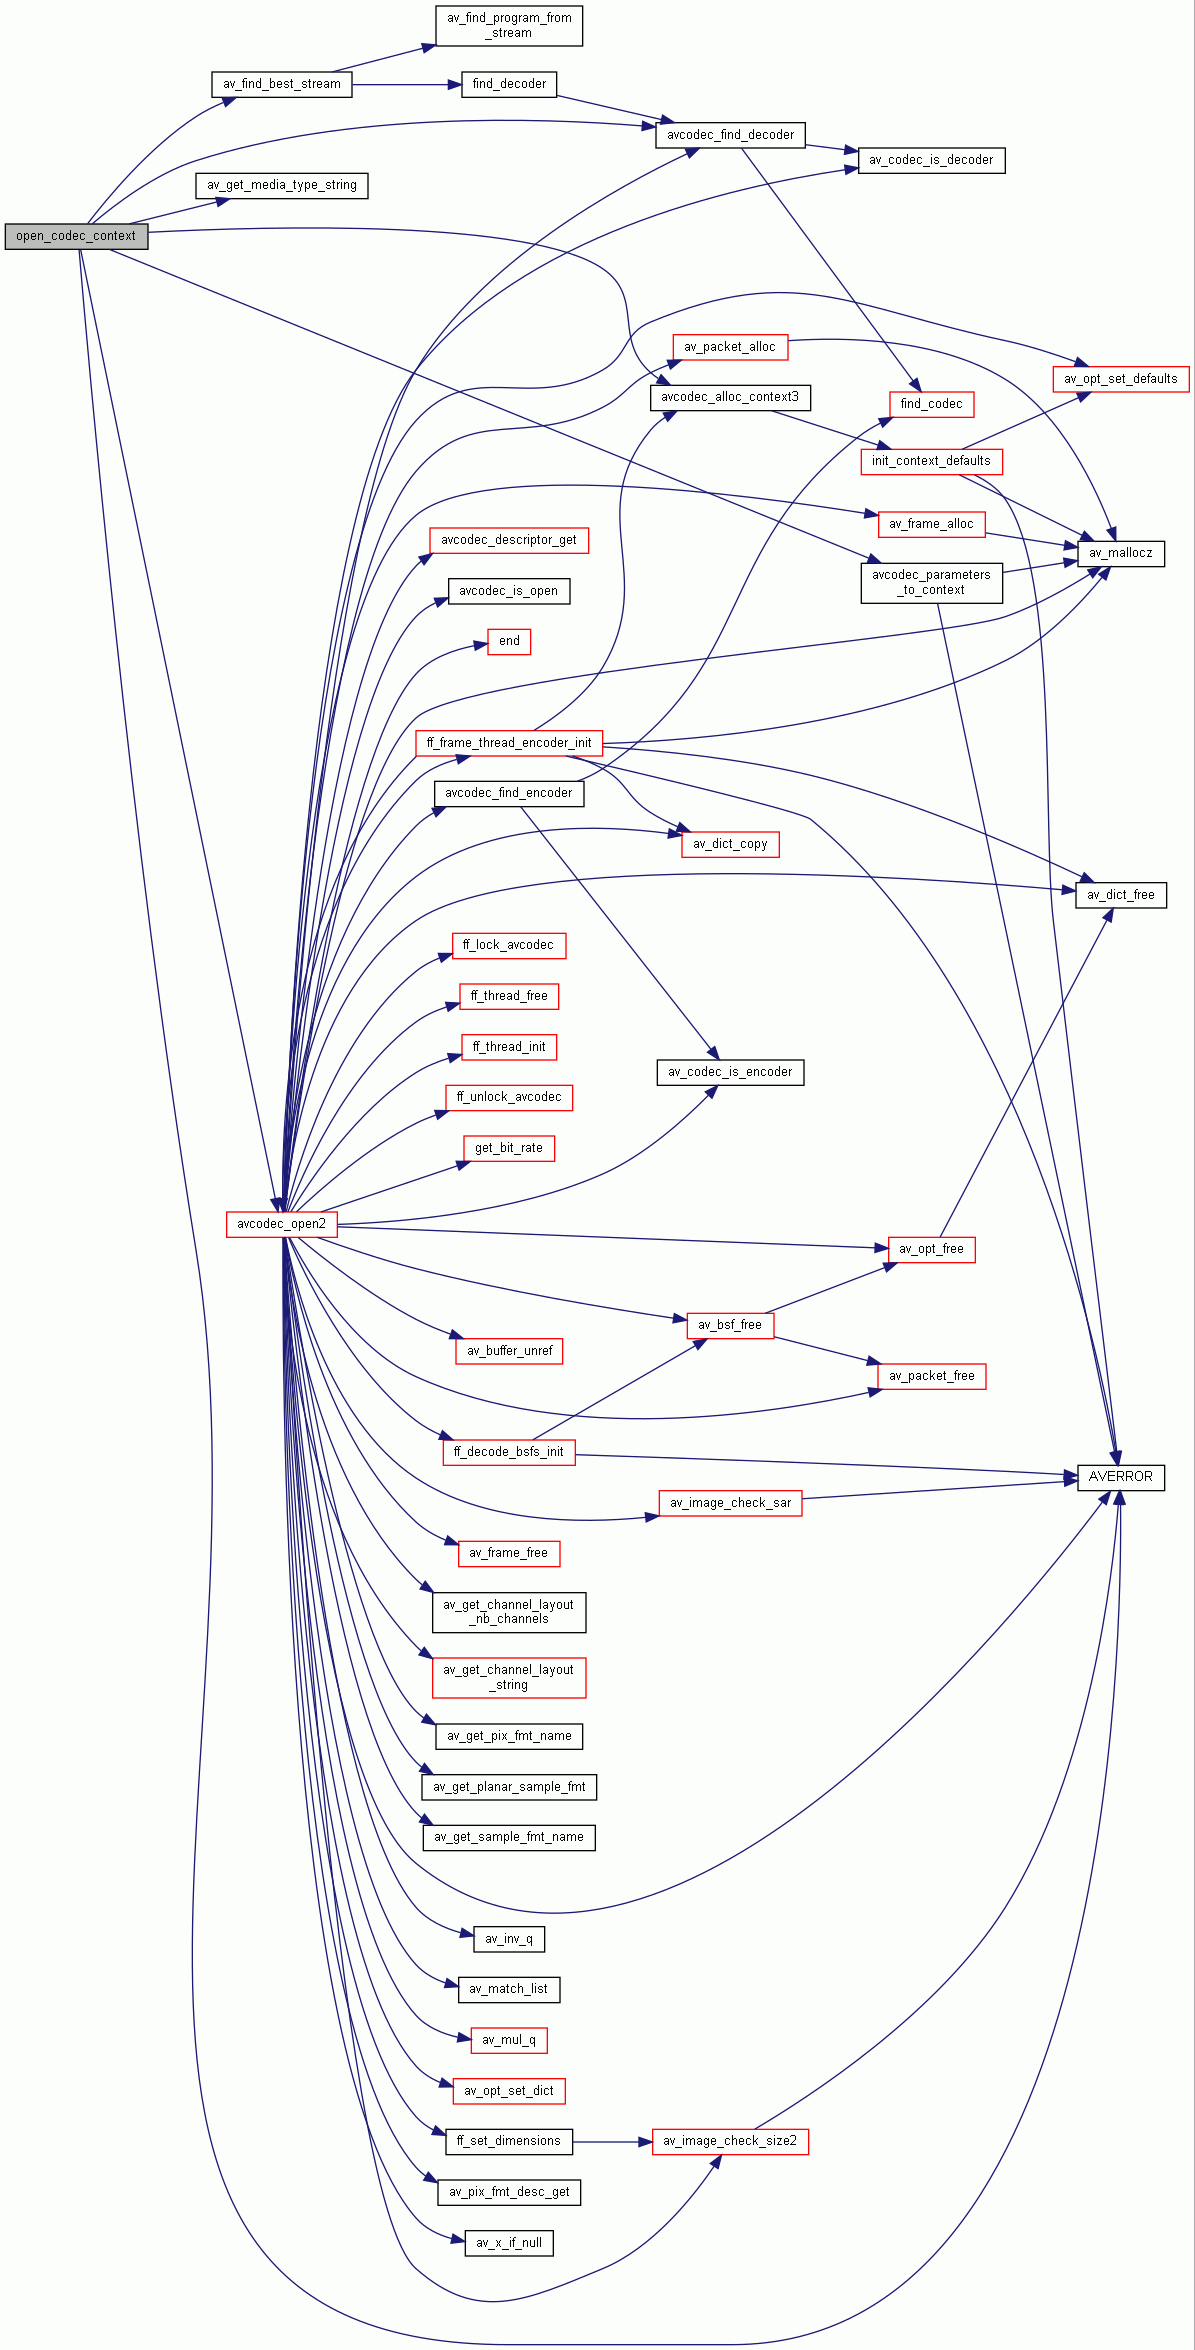 av_find_program_from
_stream
av_find_best_stream
find_decoder
avcodec_find_decoder
av_codec_is_decoder
av_get_media_type_string
open_codec_context
av_packet_alloc
av_opt_set_defaults
avcodec_alloc_context3
find_codec
init_context_defaults
av_frame_alloc
avcodec_descriptor_get
av_mallocz
avcodec_parameters
_to_context
avcodec_is_open
end
ff_frame_thread_encoder_init
avcodec_find_encoder
av_dict_copy
av_dict_free
ff_lock_avcodec
ff_thread_free
ff_thread_init
av_codec_is_encoder
ff_unlock_avcodec
get_bit_rate
avcodec_open2
av_opt_free
av_bsf_free
av_buffer_unref
av_packet_free
ff_decode_bsfs_init
AVERROR
av_image_check_sar
av_frame_free
av_get_channel_layout
_nb_channels
av_get_channel_layout
_string
av_get_pix_fmt_name
av_get_planar_sample_fmt
av_get_sample_fmt_name
av_inv_q
av_match_list
av_mul_q
av_opt_set_dict
ff_set_dimensions
av_image_check_size2
av_pix_fmt_desc_get
av_x_if_null